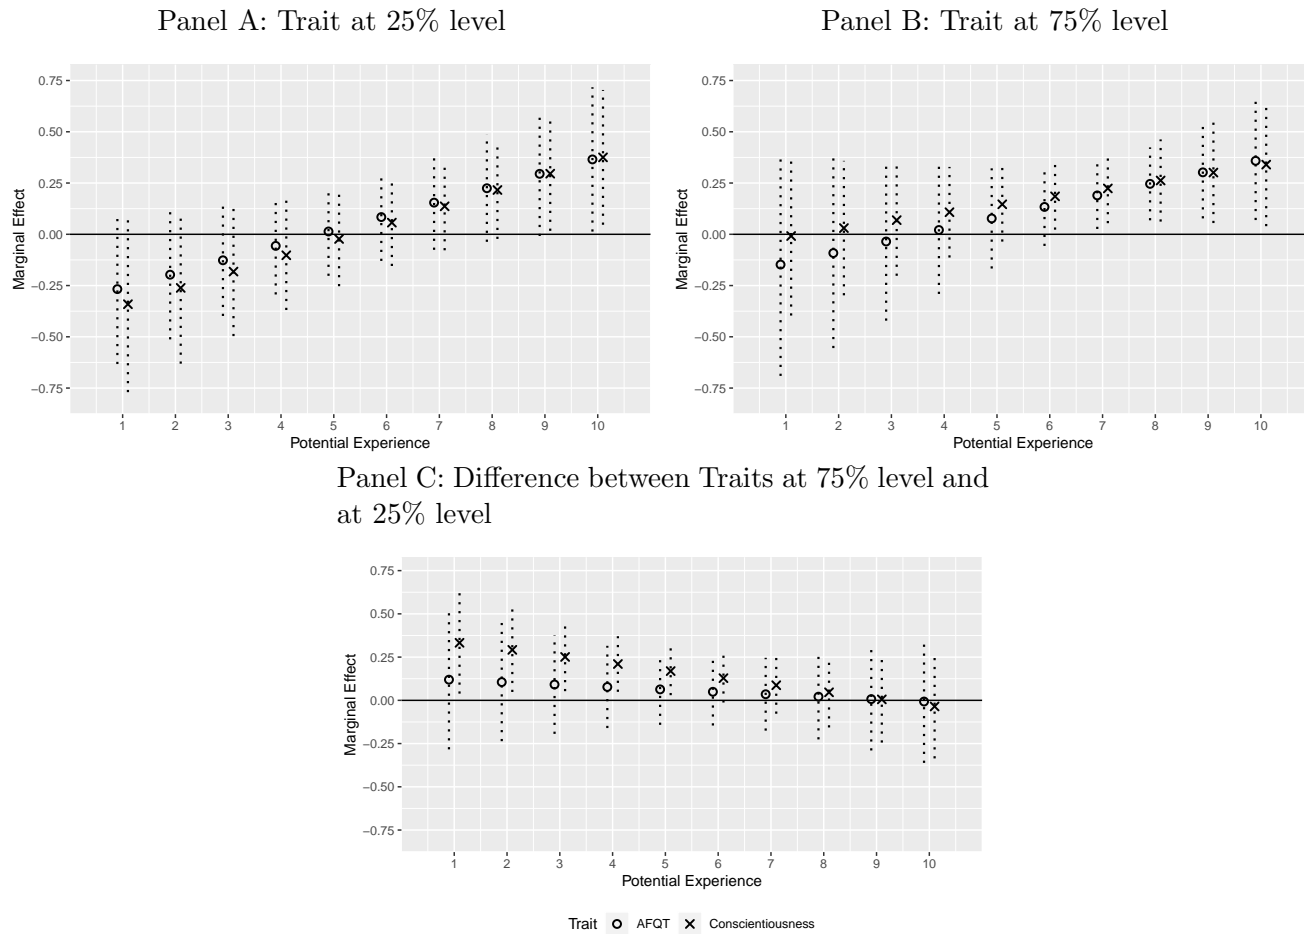 Panel A: Trait at 25% level
Panel B: Trait at 75% level
Marginal Effect
0.75
0.50
0.25
0.00
−0.25
−0.50
−0.75
1 2 3 4 5 6 7 8 9 10
Potential Experience
Marginal Effect
0.75
0.50
0.25
0.00
−0.25
−0.50
−0.75
1 2 3 4 5 6 7 8 9 10
Potential Experience
Panel C: Difference between Traits at 75% level and
at 25% level
Marginal Effect
0.75
0.50
0.25
0.00
−0.25
−0.50
−0.75
1 2 3 4 5 6 7 8 9 10
Potential Experience
Trait AFQT Conscientiousness